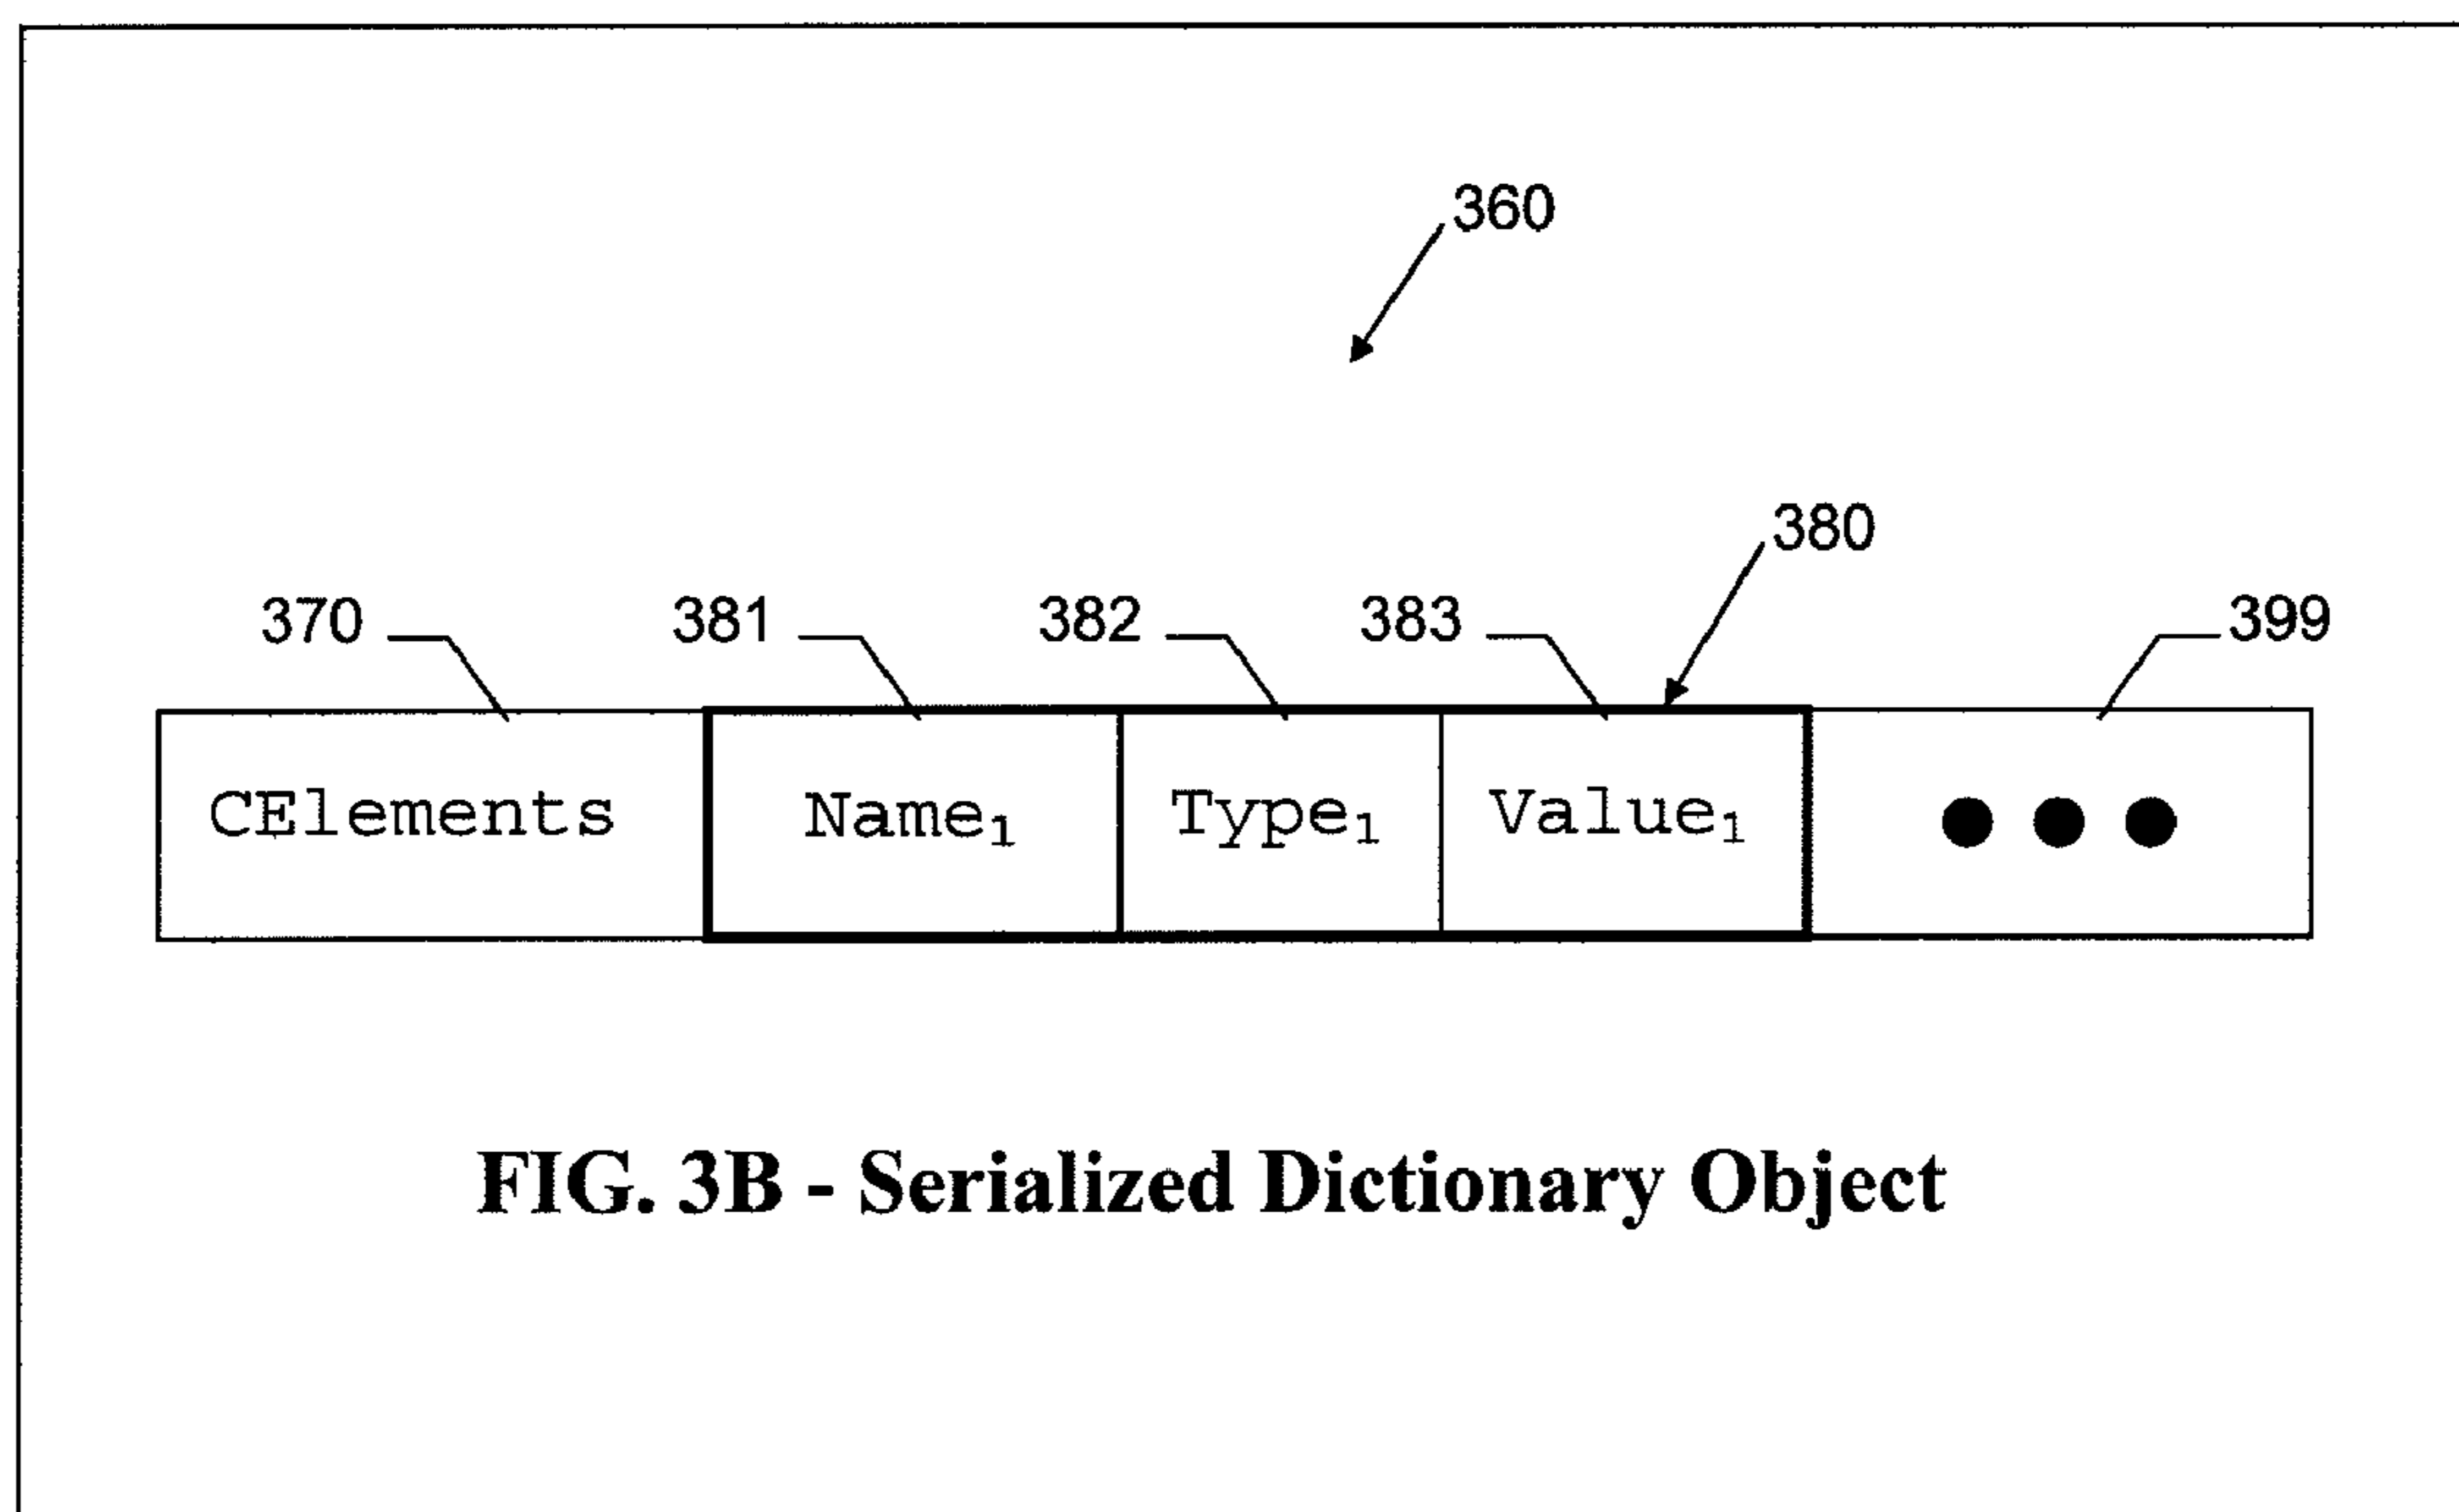 360
380
370 381 382 383 399
CElements Name₁ Type₁ Value₁
FIG. 3B - Serialized Dictionary Object